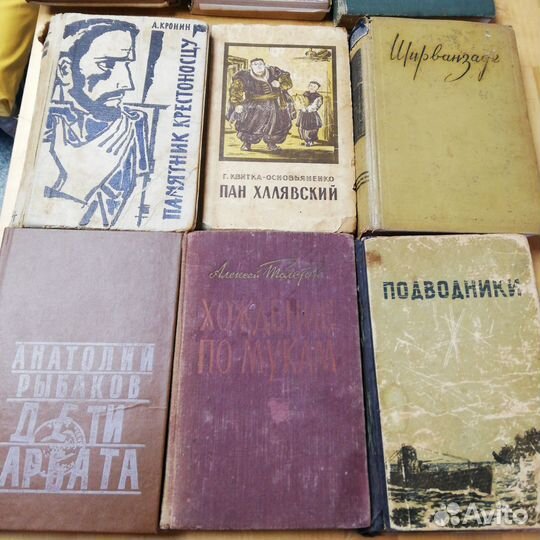 А. КРОНИН
ПАМЯТНИК КРЕСТОНОСЦУ
Г. КВИТКА-ОСНОВЬЯНЕНКО
ПАН ХАЛЯВСКИЙ
Ширванзаде
АНАТОЛИЙ
РЫБАКОВ
ДЕТИ
АРБАТА
Алексей Толстой
ХОЖДЕНИЕ
ПО МУКАМ
ПОДВОДНИКИ
Avito